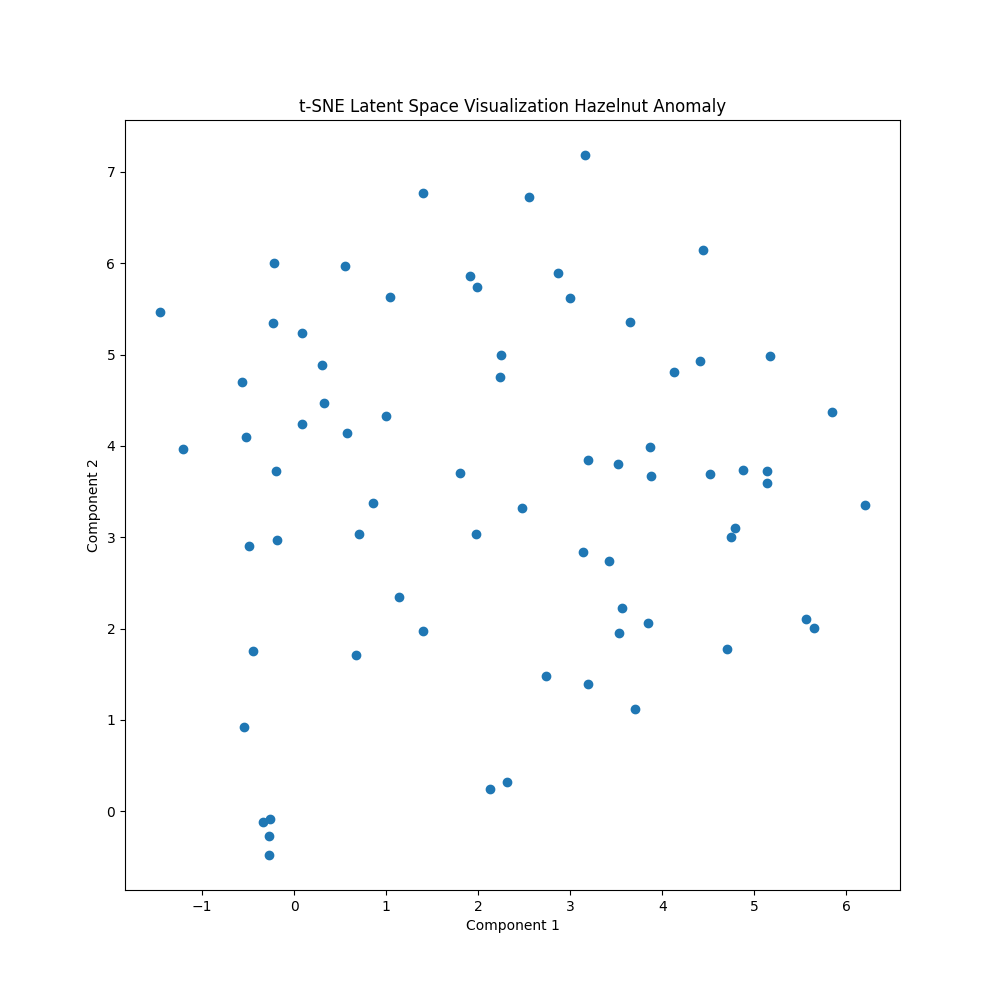 t-SNE Latent Space Visualization Hazelnut Anomaly
7
6
5
4
3
2
1
0
Component 2
−1 0 1 2 3 4 5 6
Component 1